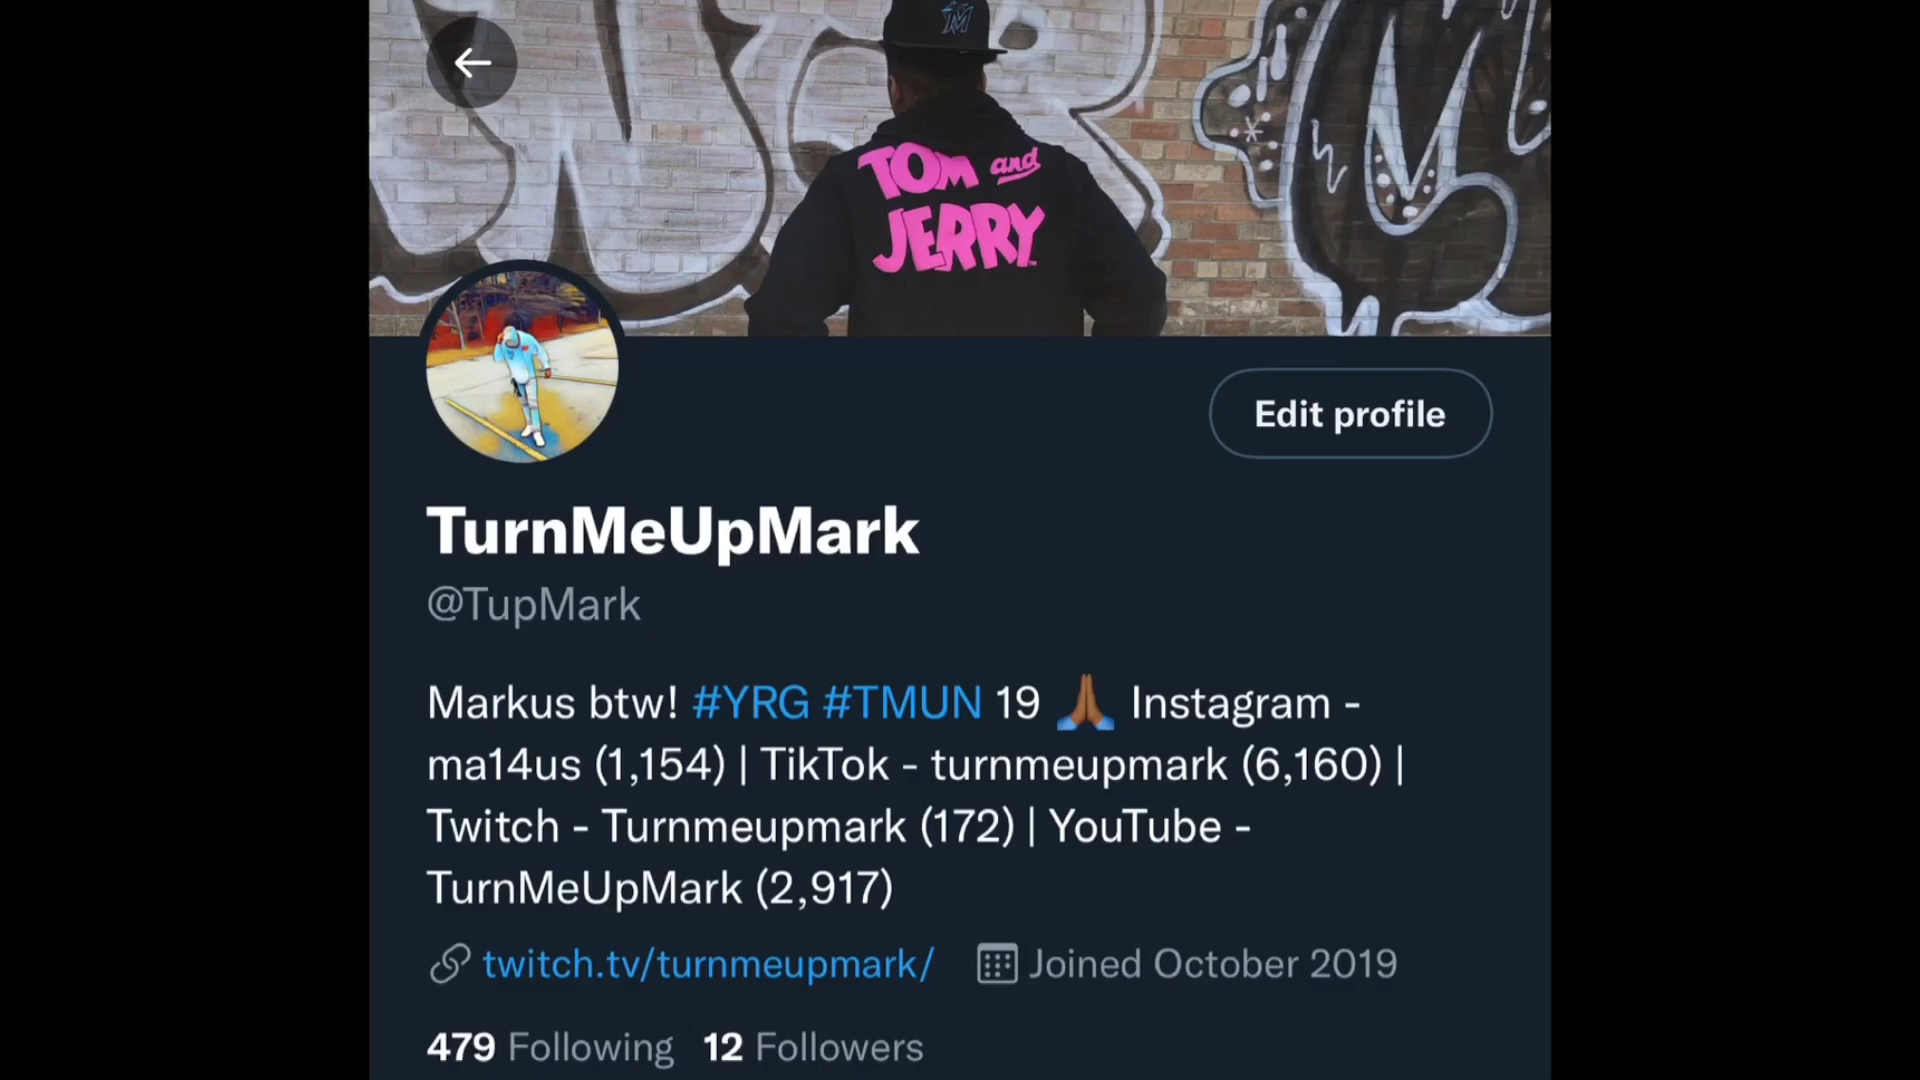 TOM and
JERRY
Edit profile
TurnMeUpMark
@TupMark
Markus btw! #YRG #TMUN 19 🙏🏾 Instagram -
ma14us (1,154) | TikTok - turnmeupmark (6,160) |
Twitch - Turnmeupmark (172) | YouTube -
TurnMeUpMark (2,917)
twitch.tv/turnmeupmark/ Joined October 2019
479 Following 12 Followers